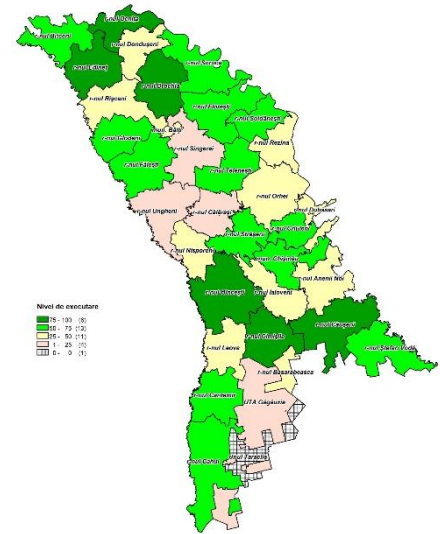 r-nul Ocnița
r-nul Briceni
r-nul Dondușeni
r-nul Edineț
r-nul Soroca
r-nul Drochia
r-nul Rîșcani
r-nul Florești
r-nul Șoldănești
mun. Bălți
r-nul Glodeni
r-nul Sîngerei
r-nul Rezina
r-nul Fălești
r-nul Telenești
r-nul Orhei
r-nul Ungheni
r-nul Călărași
r-nul Dubăsari
r-nul Criuleni
r-nul Strășeni
r-nul Nisporeni
mun. Chișinău
r-nul Anenii Noi
r-nul Hîncești
r-nul Ialoveni
Nivel de executare
75 - 100 (6)
50 - 75 (13)
25 - 50 (11)
1 - 25 (4)
0 - 0 (1)
r-nul Căușeni
r-nul Cimișlia
r-nul Leova
r-nul Ștefan Vodă
r-nul Basarabeasca
r-nul Cantemir
UTA Găgăuzia
r-nul Taraclia
r-nul Cahul